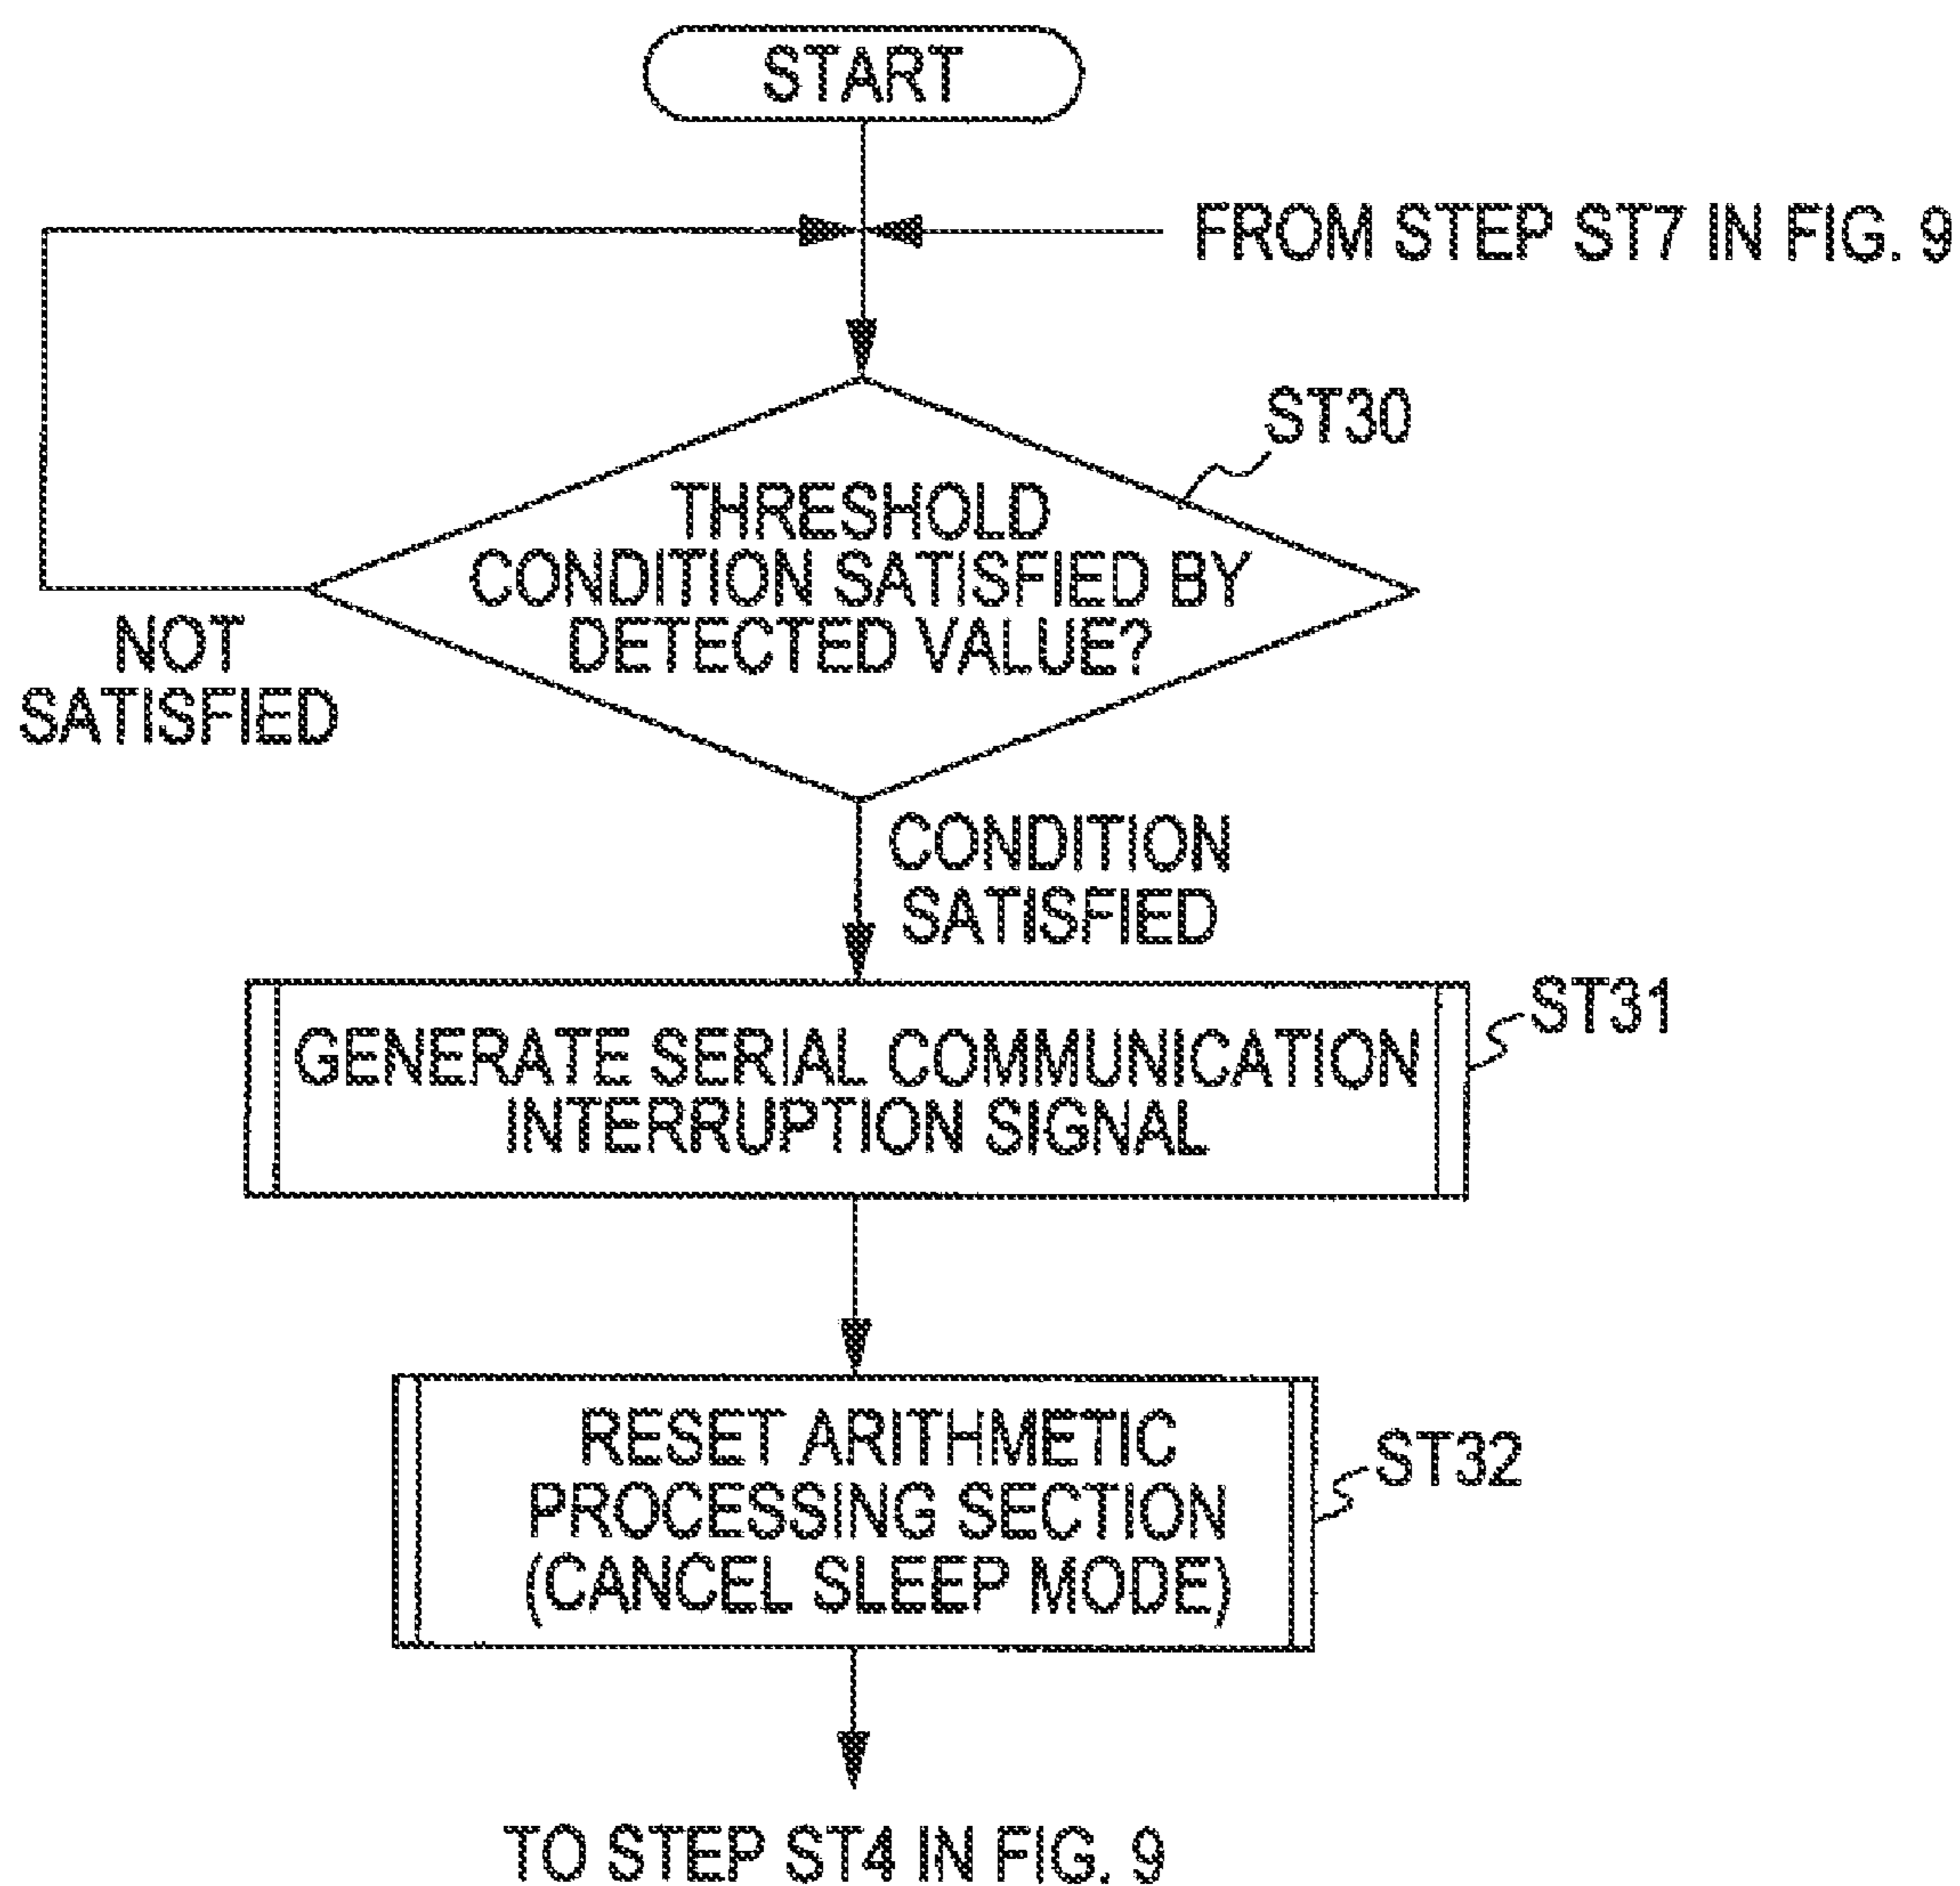 START
FROM STEP ST7 IN FIG. 9
ST30
THRESHOLD
CONDITION SATISFIED BY
DETECTED VALUE?
NOT
SATISFIED
CONDITION
SATISFIED
ST31
GENERATE SERIAL COMMUNICATION
INTERRUPTION SIGNAL
RESET ARITHMETIC
PROCESSING SECTION
(CANCEL SLEEP MODE)
ST32
TO STEP ST4 IN FIG. 9